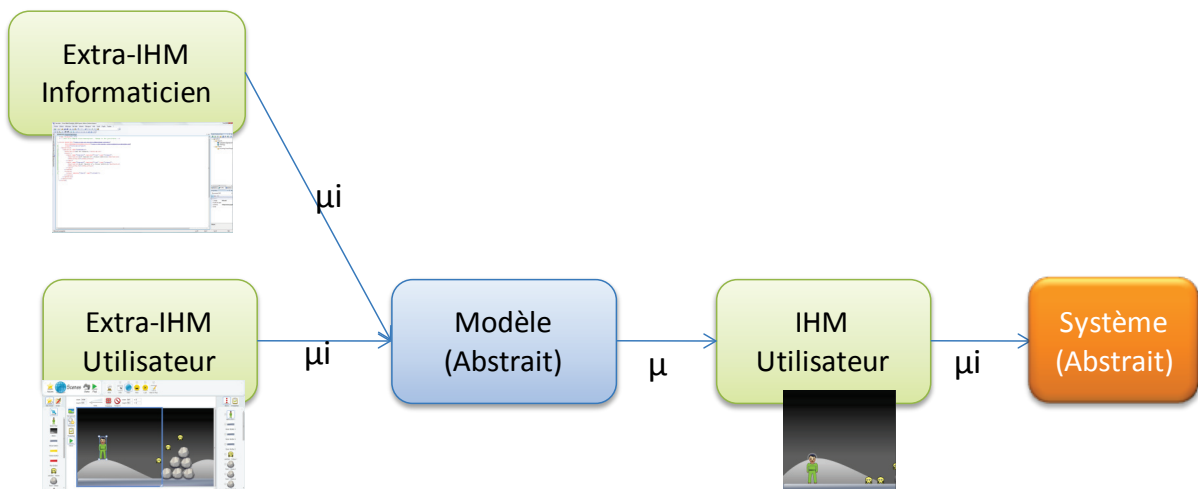 Extra-IHM
Informaticien
µi
Extra-IHM
Utilisateur
µi
Modèle
(Abstrait)
µ
IHM
Utilisateur
µi
Système
(Abstrait)